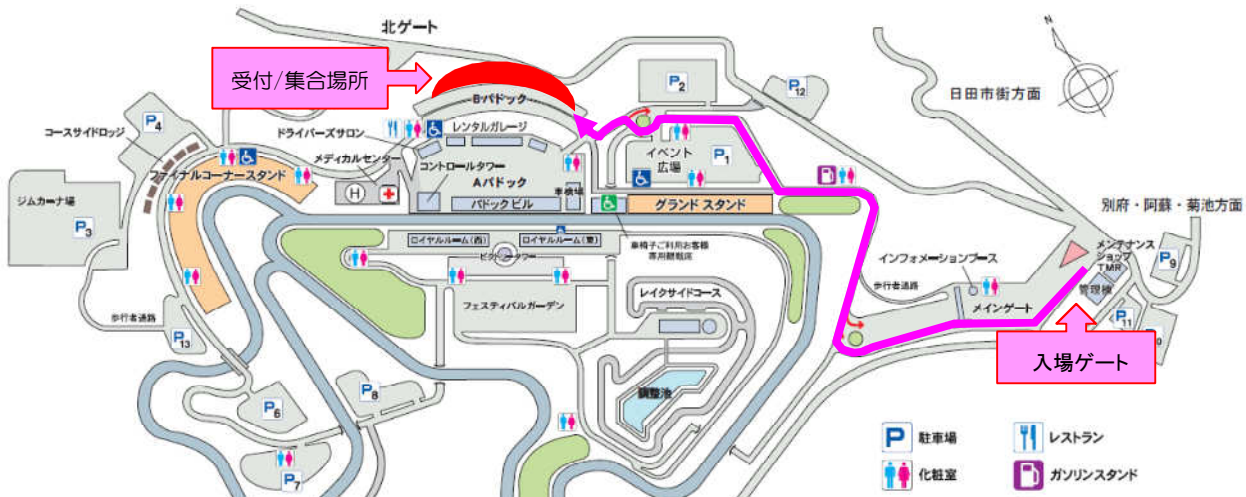 北ゲート
N
受付/集合場所
P2
P12
日田市街方面
Bパドック
P4
コースサイドロッジ
ドライバーズサロン
レンタルガレージ
イベント
広場
P1
メディカルセンター
コントロールタワー
ファイナルコーナースタンド
H
Aパドック
車検場
ジムカーナ場
パドックビル
グランド スタンド
別府・阿蘇・菊池方面
P3
ロイヤルルーム(西)
ロイヤルルーム(東)
車椅子ご利用お客様
専用観戦席
メンテナンス
ショップ
TMR
P9
インフォメーションブース
管理棟
フェスティバルガーデン
レイクサイドコース
歩行者通路
メインゲート
歩行者通路
P11
P13
入場ゲート
調整池
P8
P6
P 駐車場
レストラン
P7
化粧室
ガソリンスタンド